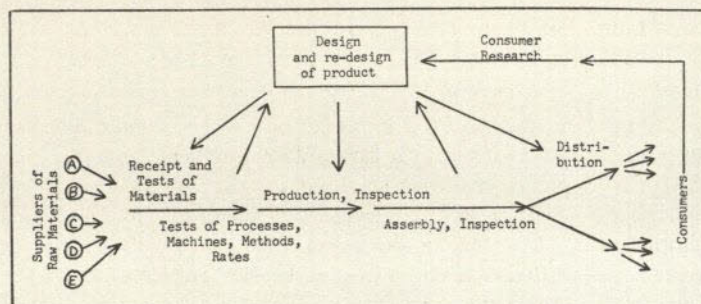 Design
and re-design
of product
Consumer
Research
Receipt and
Tests of
Materials
Distri-
bution
Suppliers of
Raw Materials
A
B
C
D
E
Production, Inspection
Tests of Processes,
Machines, Methods,
Rates
Asserbly, Inspection
Consumers